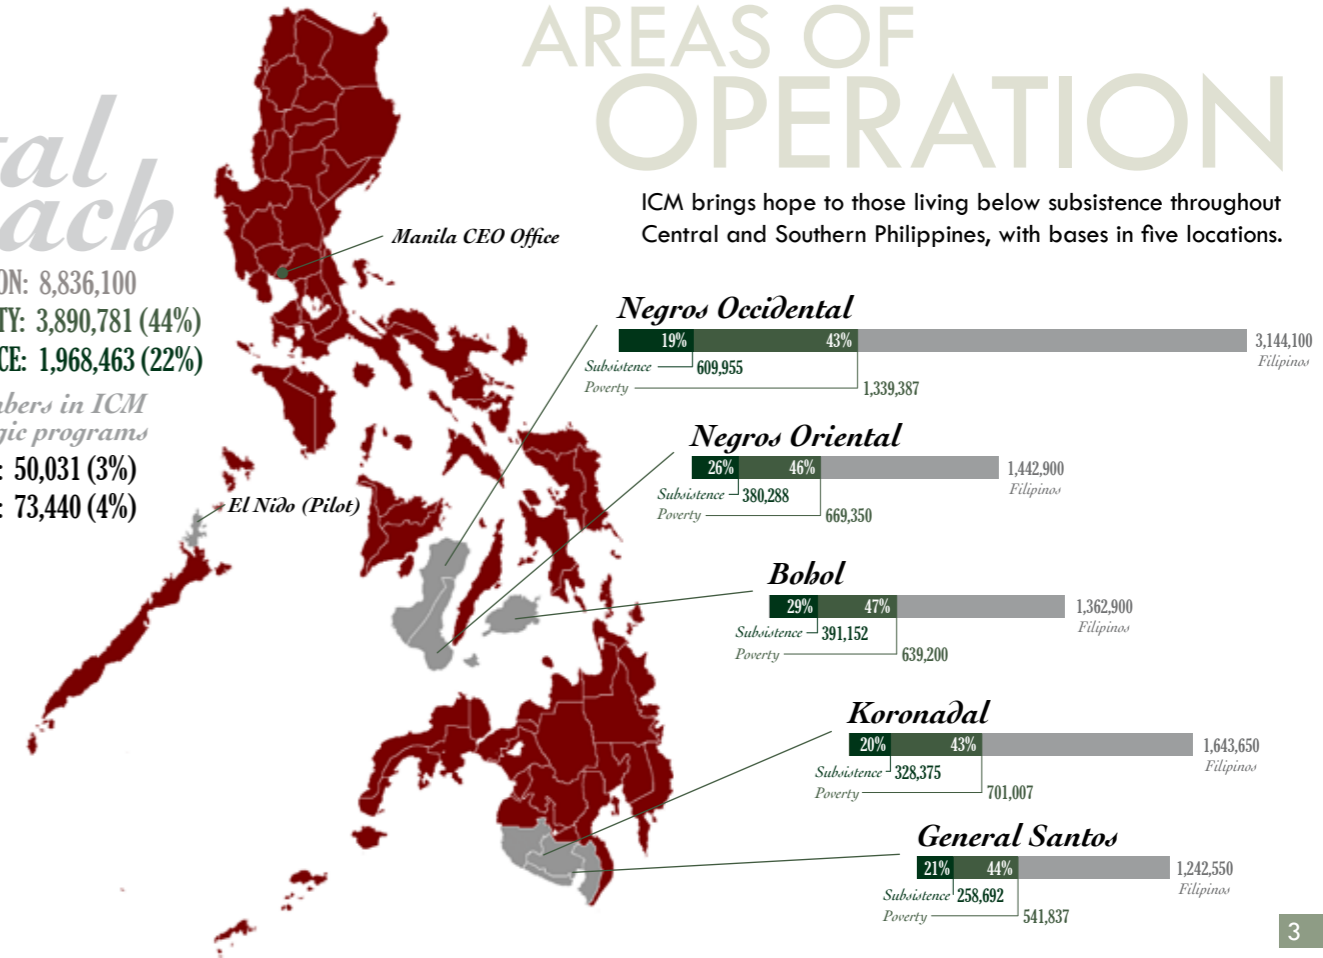 AREAS OF
OPERATION
ICM brings hope to those living below subsistence throughout
Central and Southern Philippines, with bases in five locations.
8,836,100
3,890,781 (44%)
1,968,463 (22%)
in ICM
programs
50,031 (3%)
73,440 (4%)
Manila CEO Office
El Nido (Pilot)
Negros Occidental
19% 43%
3,144,100
Filipinos
Subsistence 609,955
Poverty 1,339,387
Negros Oriental
26% 46%
1,442,900
Filipinos
Subsistence 380,288
Poverty 669,350
Bohol
29% 47%
1,362,900
Filipinos
Subsistence 391,152
Poverty 639,200
Koronadal
20% 43%
1,643,650
Filipinos
Subsistence 328,375
Poverty 701,007
General Santos
21% 44%
1,242,550
Filipinos
Subsistence 258,692
Poverty 541,837
3